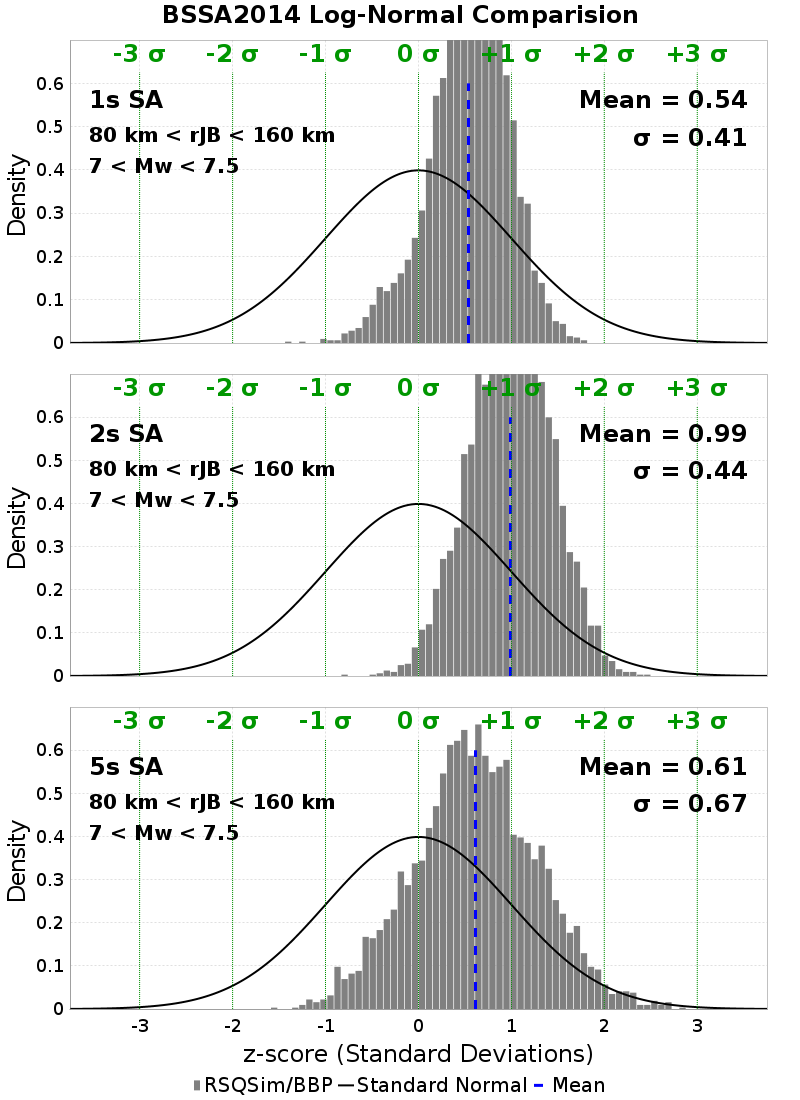 BSSA2014 Log-Normal Comparision
-3 σ -2 σ -1 σ 0 σ +1 σ +2 σ +3 σ
0.6
1s SA Mean = 0.54
0.5
80 km < rJB < 160 km σ = 0.41
0.4
7 < Mw < 7.5
Density
0.3
0.2
0.1
0
-3 σ -2 σ -1 σ 0 σ +1 σ +2 σ +3 σ
0.6
2s SA Mean = 0.99
0.5
80 km < rJB < 160 km σ = 0.44
0.4
7 < Mw < 7.5
Density
0.3
0.2
0.1
0
-3 σ -2 σ -1 σ 0 σ +1 σ +2 σ +3 σ
0.6
5s SA Mean = 0.61
0.5
80 km < rJB < 160 km σ = 0.67
0.4
7 < Mw < 7.5
Density
0.3
0.2
0.1
0
-3 -2 -1 0 1 2 3
z-score (Standard Deviations)
RSQSim/BBP Standard Normal Mean